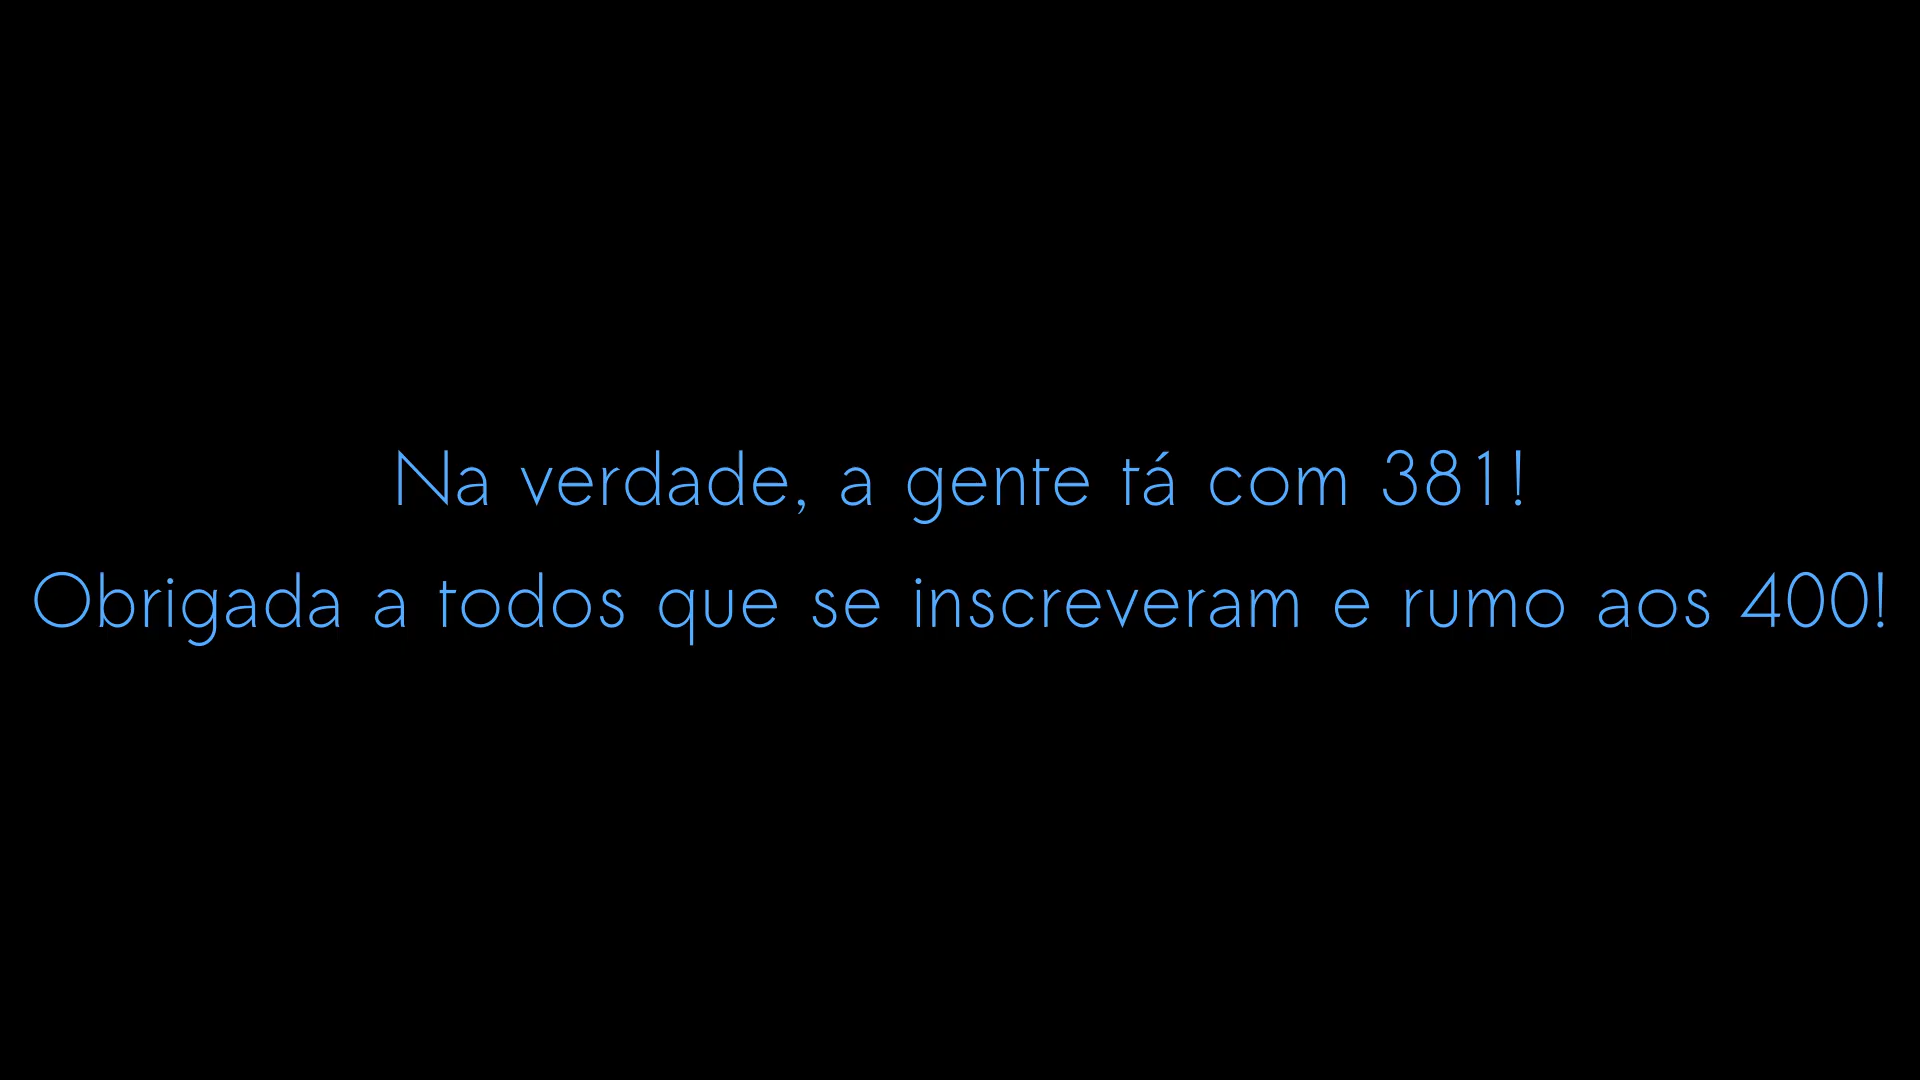 Na verdade, a gente tá com 381!
Obrigada a todos que se inscreveram e rumo aos 400!